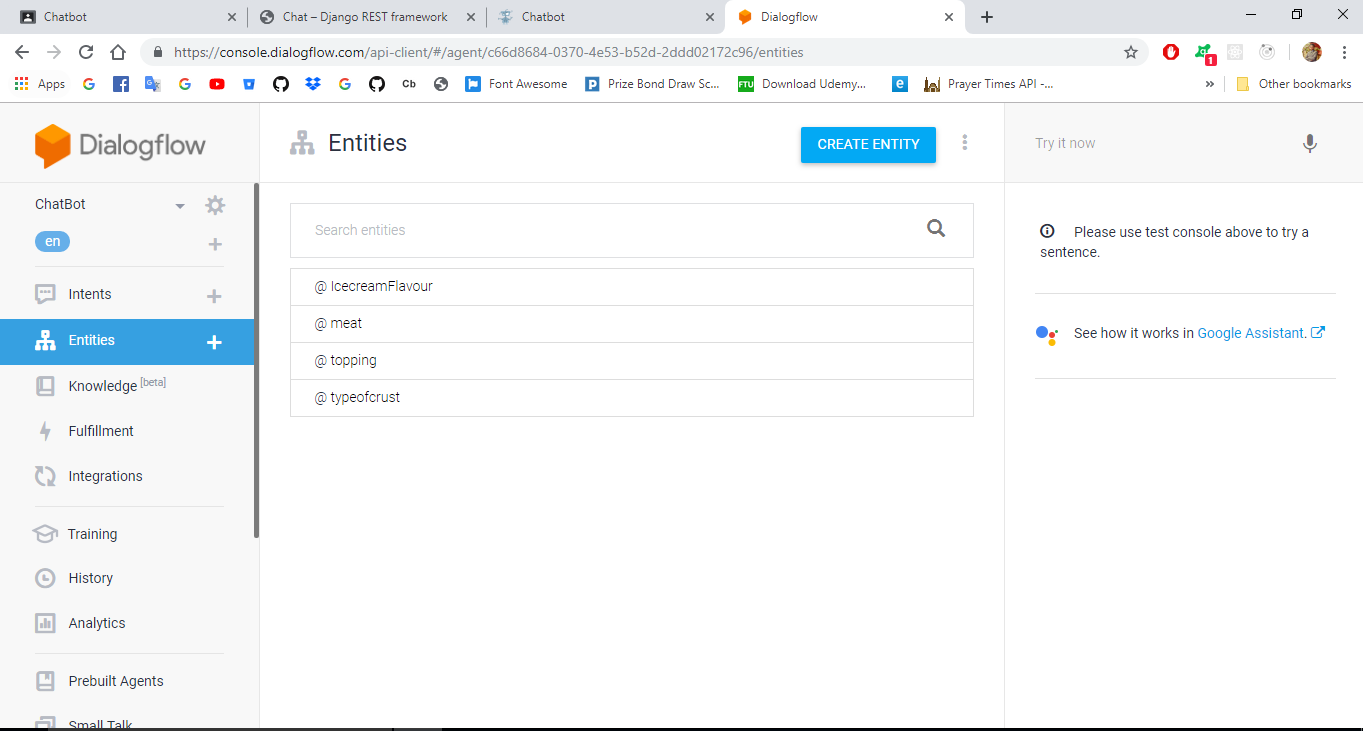 Chatbot
Chat – Django REST framework
Chatbot
Dialogflow
https://console.dialogflow.com/api-client/#/agent/c66d8684-0370-4e53-b52d-2ddd02172c96/entities
1
Apps
Cb
Font Awesome
Prize Bond Draw Sc...
FTU
Download Udemy...
Prayer Times API -...
»
Other bookmarks
Dialogflow
Entities
CREATE ENTITY
Try it now
ChatBot
en
Search entities
Please use test console above to try a
sentence.
Intents
@ IcecreamFlavour
@ meat
@ topping
@ typeofcrust
Entities
See how it works in Google Assistant.
Knowledge [beta]
Fulfillment
Integrations
Training
History
Analytics
Prebuilt Agents
Small Talk